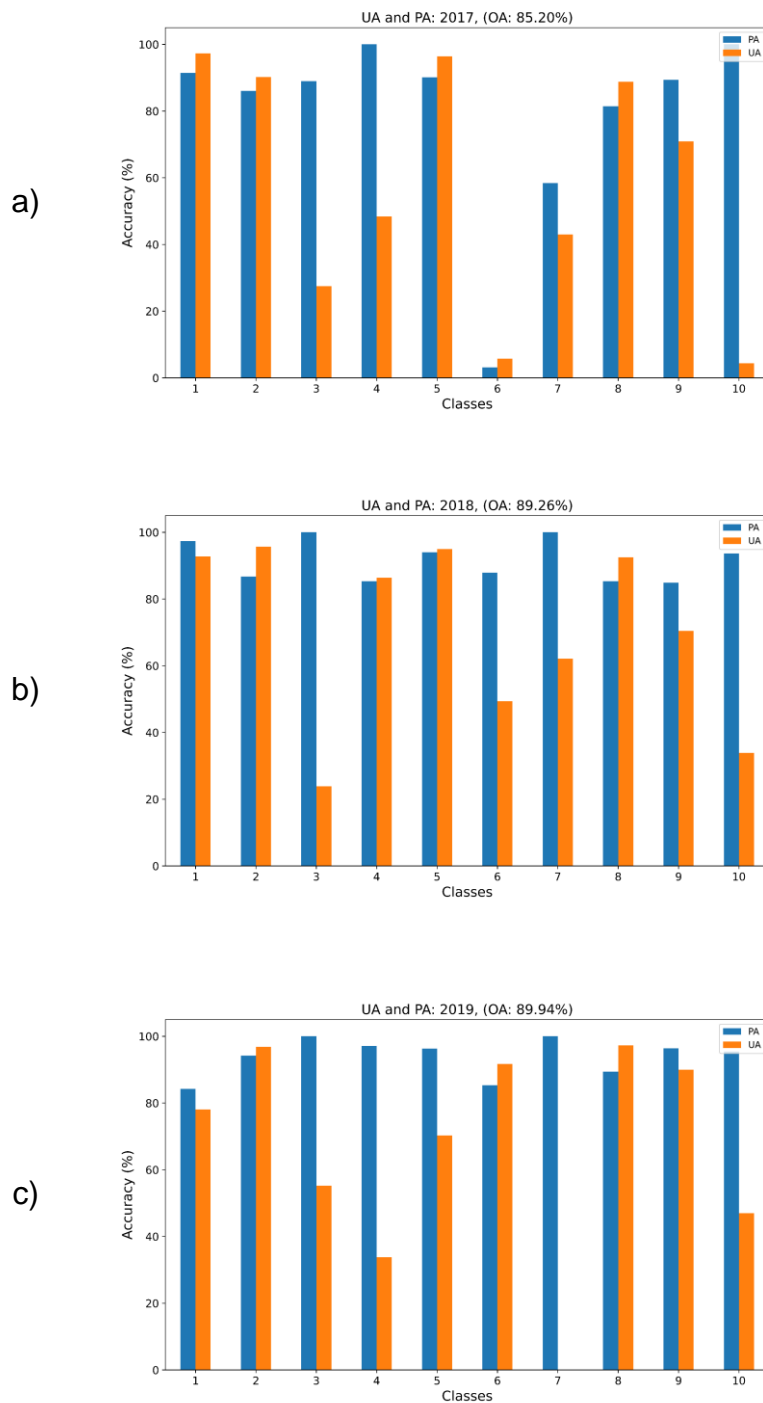 UA and PA: 2017, (OA: 85.20%)
PA
UA
100
80
60
40
20
0
a)
Accuracy (%)
1 2 3 4 5 6 7 8 9 10
Classes
UA and PA: 2018, (OA: 89.26%)
PA
UA
100
80
60
40
20
0
b)
Accuracy (%)
1 2 3 4 5 6 7 8 9 10
Classes
UA and PA: 2019, (OA: 89.94%)
PA
UA
100
80
60
40
20
0
c)
Accuracy (%)
1 2 3 4 5 6 7 8 9 10
Classes